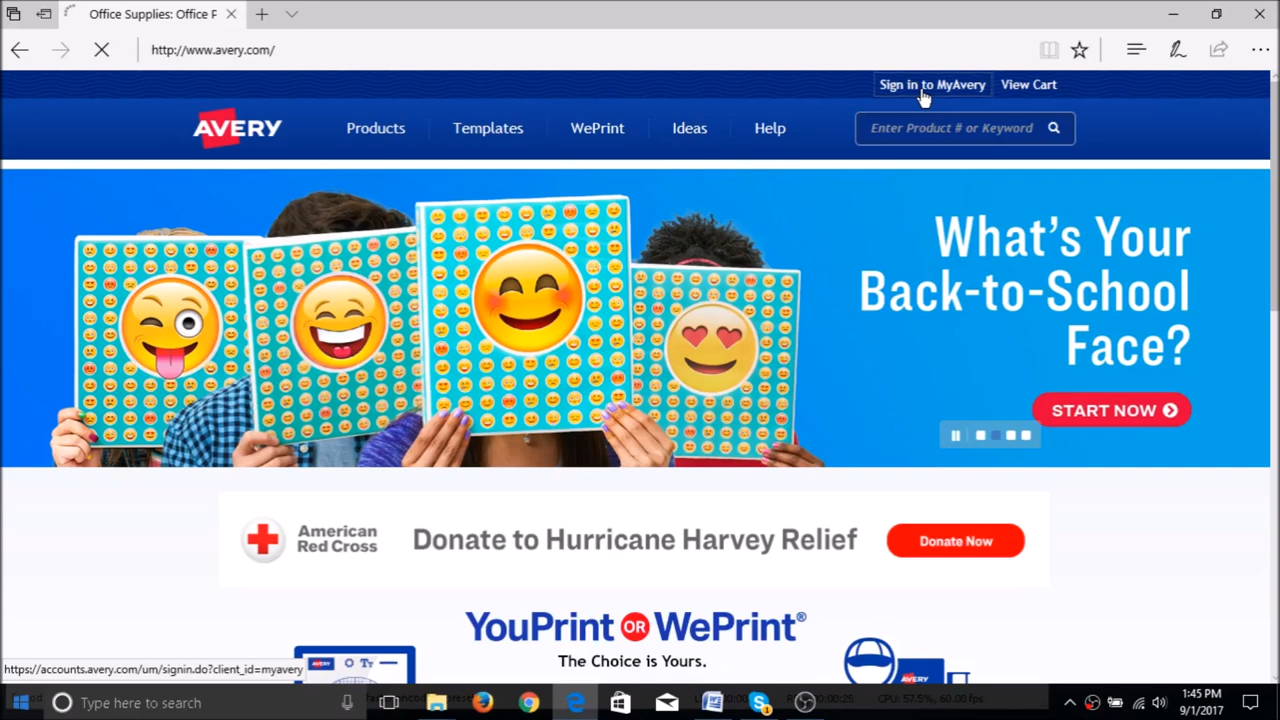 Office Supplies: Office F
http://www.avery.com/
Sign in to MyAvery View Cart
AVERY Products Templates WePrint Ideas Help Enter Product # or Keyword
What's Your
Back-to-School
Face?
START NOW
American
Red Cross
Donate to Hurricane Harvey Relief
Donate Now
YouPrint OR WePrint®
The Choice is Yours.
AVERY Tт
AVERY
https://accounts.avery.com/um/signin.do?client_id=myavery
Type here to search
CPU: 57.5%, 60.00 fps
1:45 PM
9/1/2017